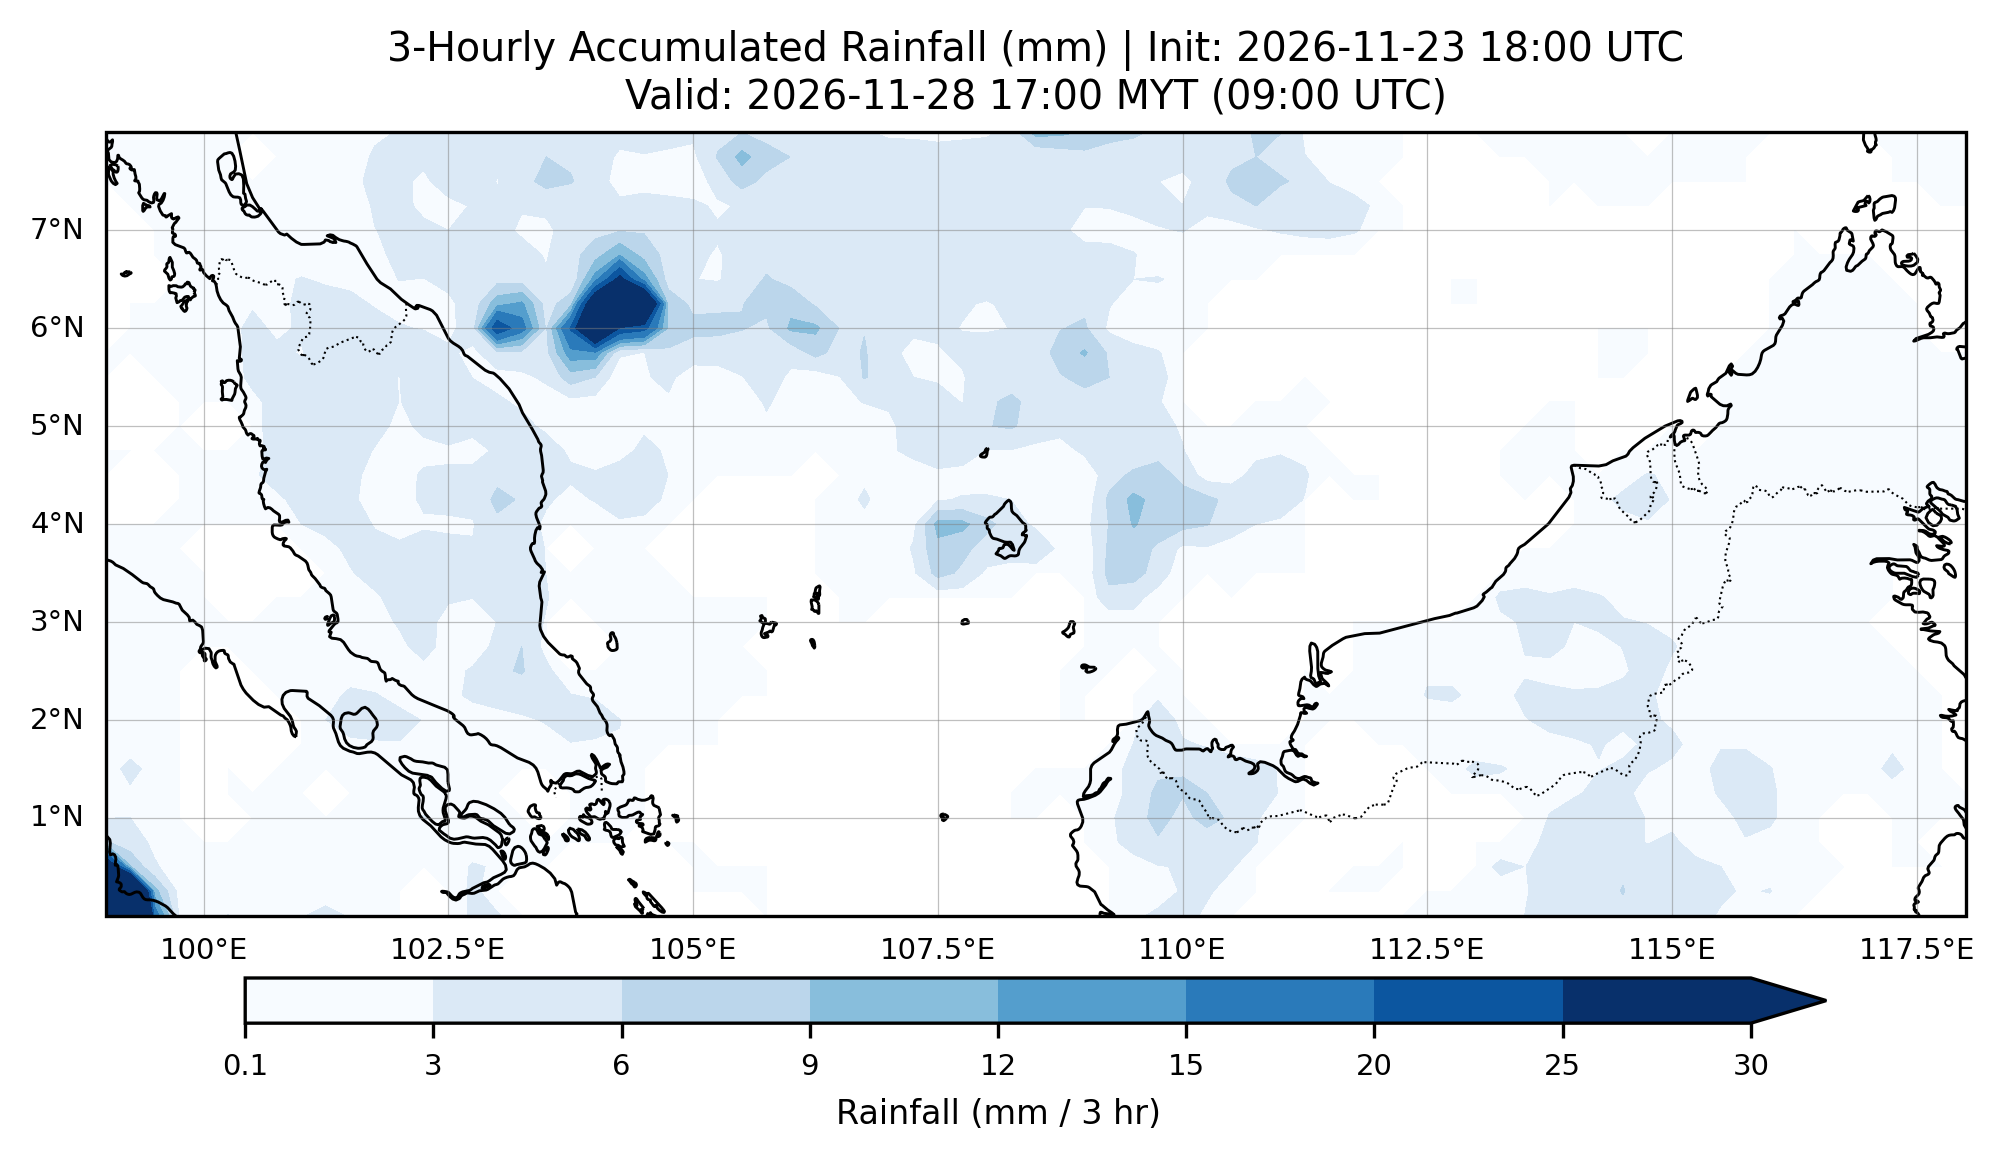 3-Hourly Accumulated Rainfall (mm) | Init: 2026-11-23 18:00 UTC
Valid: 2026-11-28 17:00 MYT (09:00 UTC)
7°N
6°N
5°N
4°N
3°N
2°N
1°N
100°E 102.5°E 105°E 107.5°E 110°E 112.5°E 115°E 117.5°E
0.1 3 6 9 12 15 20 25 30
Rainfall (mm / 3 hr)